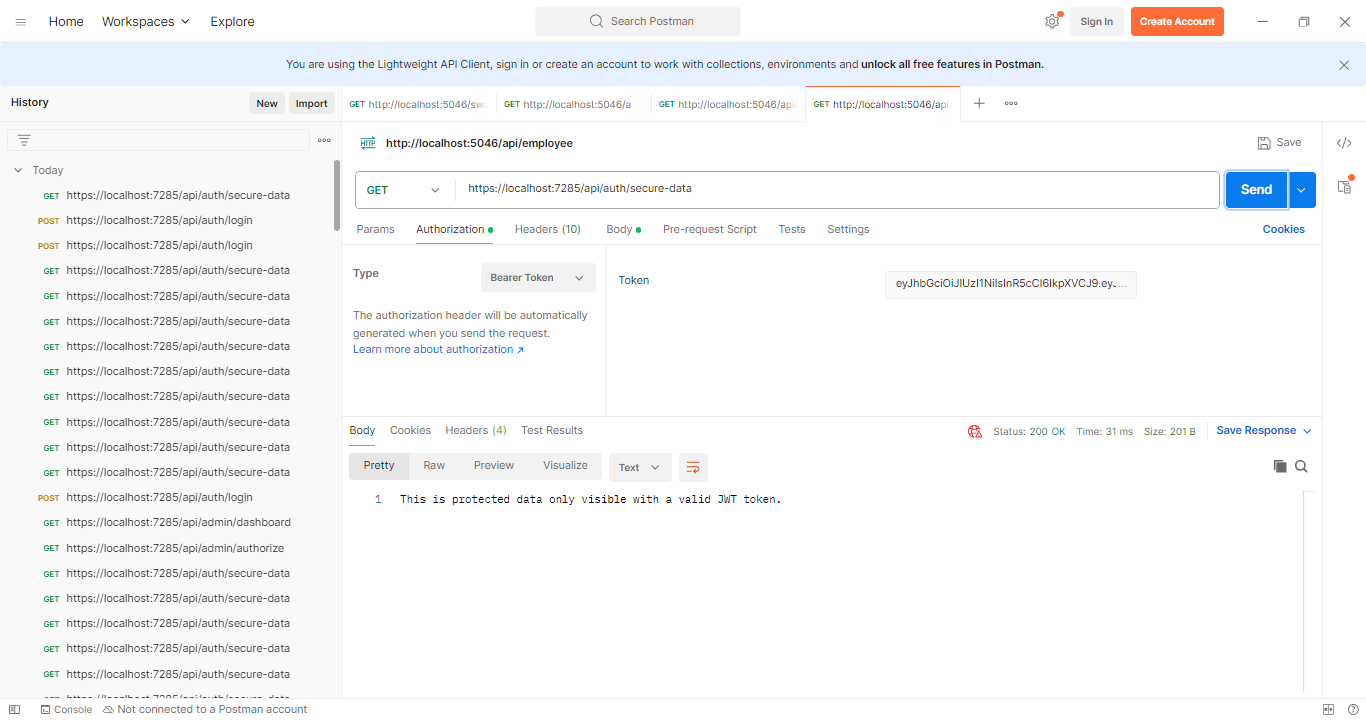 Home Workspaces Explore Search Postman Sign In Create Account
You are using the Lightweight API Client, sign in or create an account to work with collections, environments and unlock all free features in Postman.
History New Import
GET http://localhost:5046/sw GET http://localhost:5046/a GET http://localhost:5046/api GET http://localhost:5046/api
HTTP http://localhost:5046/api/employee Save
Today
GET https://localhost:7285/api/auth/secure-data
POST https://localhost:7285/api/auth/login
POST https://localhost:7285/api/auth/login
GET https://localhost:7285/api/auth/secure-data
GET https://localhost:7285/api/auth/secure-data
GET https://localhost:7285/api/auth/secure-data
GET https://localhost:7285/api/auth/secure-data
GET https://localhost:7285/api/auth/secure-data
GET https://localhost:7285/api/auth/secure-data
GET https://localhost:7285/api/auth/secure-data
GET https://localhost:7285/api/auth/secure-data
GET https://localhost:7285/api/auth/secure-data
POST https://localhost:7285/api/auth/login
GET https://localhost:7285/api/admin/dashboard
GET https://localhost:7285/api/admin/authorize
GET https://localhost:7285/api/auth/secure-data
GET https://localhost:7285/api/auth/secure-data
GET https://localhost:7285/api/auth/secure-data
GET https://localhost:7285/api/auth/secure-data
GET https://localhost:7285/api/auth/secure-data
GET https://localhost:7285/api/auth/secure-data
GET https://localhost:7285/api/auth/secure-data Send
Params Authorization Headers (10) Body Pre-request Script Tests Settings Cookies
Type Bearer Token
The authorization header will be automatically
generated when you send the request.
Learn more about authorization ↗
Token eyJhbGciOiJIUzI1NiIsInR5cCI6IkpXVCJ9.eyJ...
Body Cookies Headers (4) Test Results Status: 200 OK Time: 31 ms Size: 201 B Save Response
Pretty Raw Preview Visualize Text
1 This is protected data only visible with a valid JWT token.
Console Not connected to a Postman account